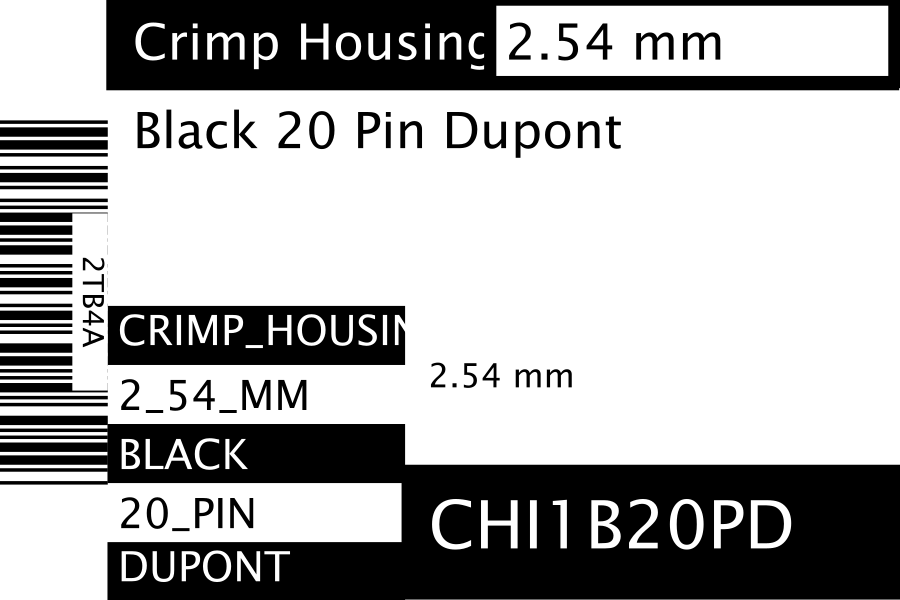 Crimp Housing 2.54 mm
Black 20 Pin Dupont
2TB4A
CRIMP_HOUSIN
2.54 mm
2_54_MM
BLACK
20_PIN
CHI1B20PD
DUPONT